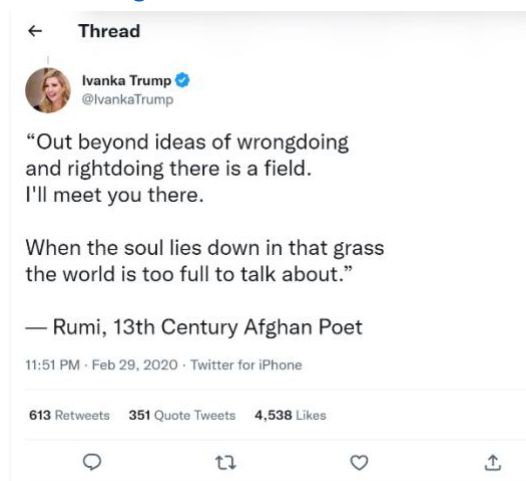 Thread
Ivanka Trump
@IvankaTrump
“Out beyond ideas of wrongdoing
and rightdoing there is a field.
I'll meet you there.
When the soul lies down in that grass
the world is too full to talk about.”
— Rumi, 13th Century Afghan Poet
11:51 PM · Feb 29, 2020 · Twitter for iPhone
613 Retweets 351 Quote Tweets 4,538 Likes